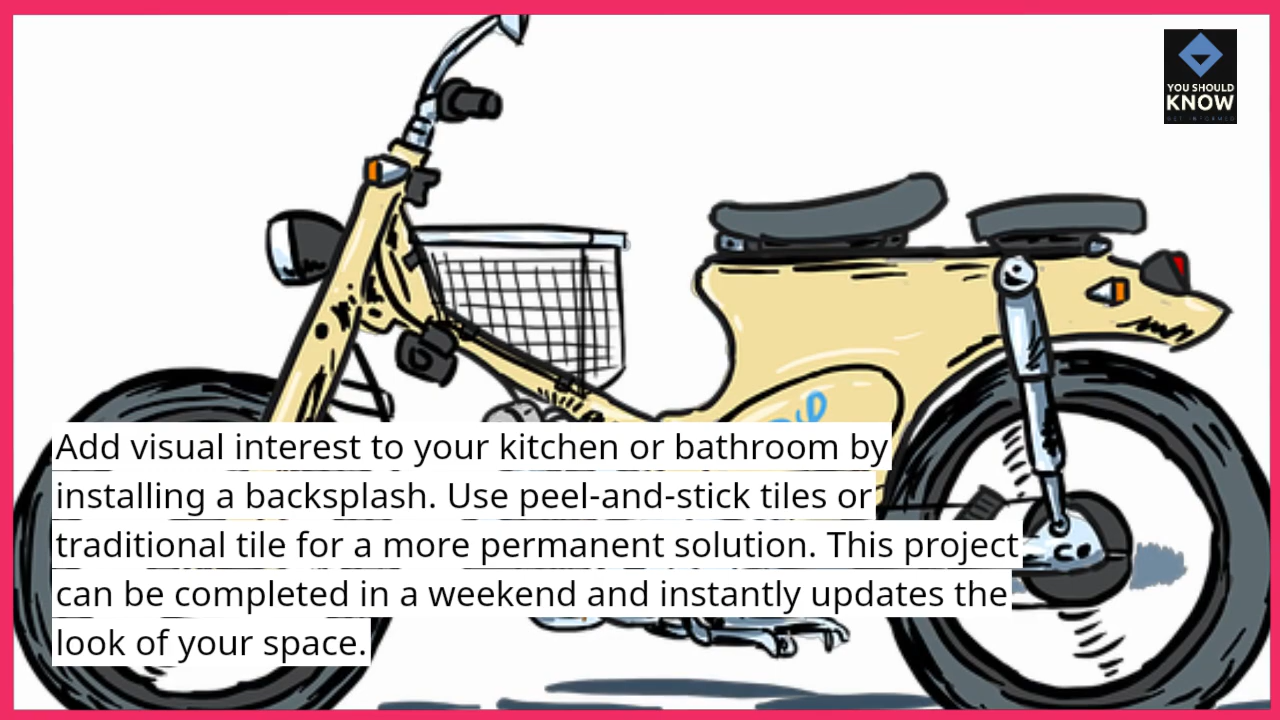 YOU SHOULD
KNOW
GET INFORMED
Add visual interest to your kitchen or bathroom by
installing a backsplash. Use peel-and-stick tiles or
traditional tile for a more permanent solution. This project
can be completed in a weekend and instantly updates the
look of your space.